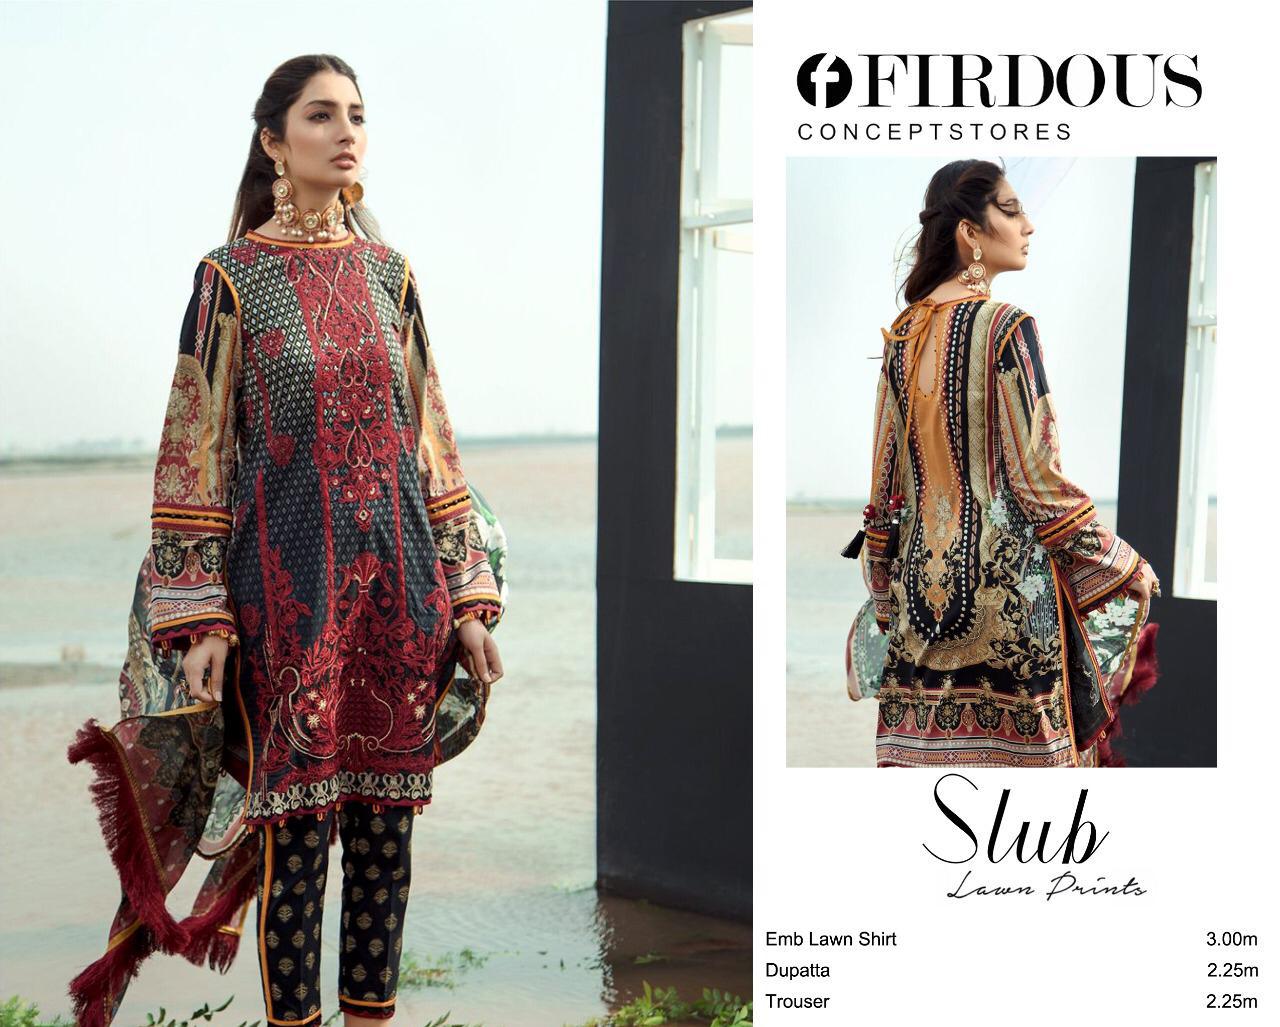 FIRDOUS
CONCEPTSTORES
Slub
Lawn Prints
Emb Lawn Shirt 3.00m
Dupatta 2.25m
Trouser 2.25m